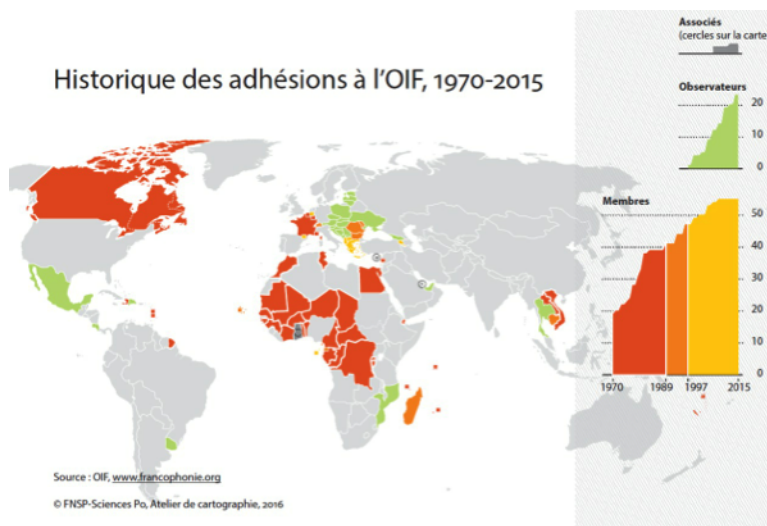 Associés
(cercles sur la carte
Historique des adhésions à l'OIF, 1970-2015
Observateurs
20
10
0
Membres
50
40
30
20
10
0
1970
1989
1997
2015
Source : OIF, www.francophonie.org
© FNSP-Sciences Po, Atelier de cartographie, 2016